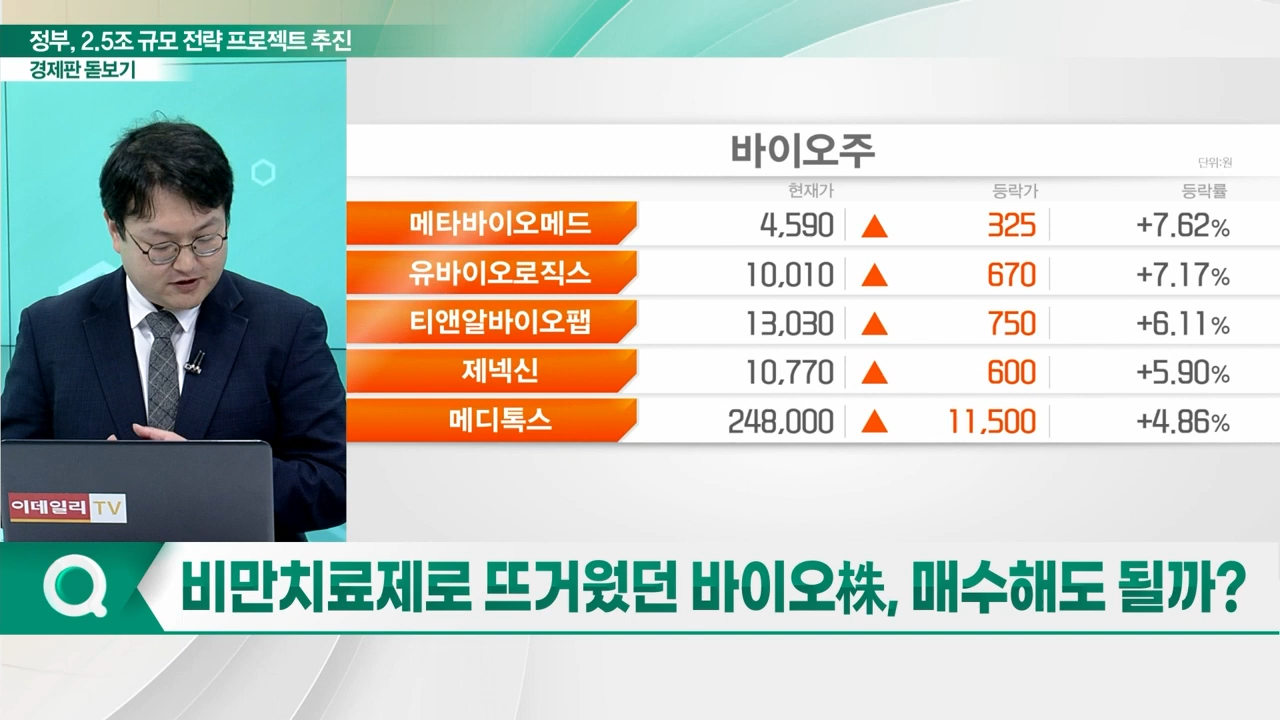 정부, 2.5조 규모 전략 프로젝트 추진
경제판 돋보기
바이오주
단위:원
현재가 등락가 등락률
메타바이오메드 4,590 ▲ 325 +7.62%
유바이오로직스 10,010 ▲ 670 +7.17%
티앤알바이오팹 13,030 ▲ 750 +6.11%
제넥신 10,770 ▲ 600 +5.90%
메디톡스 248,000 ▲ 11,500 +4.86%
이데일리 TV
비만치료제로 뜨거웠던 바이오株, 매수해도 될까?